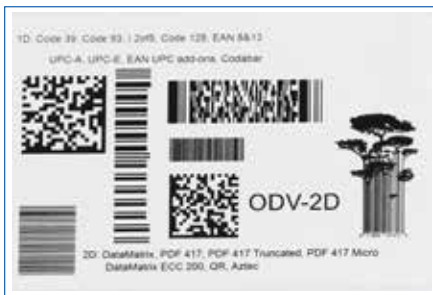 1D: Code 39, Code 93, I 2of5, Code 128, EAN 8&13
UPC-A, UPC-E, EAN UPC add-ons, Codabar
ODV-2D
2D: DataMatrix, PDF 417, PDF 417 Truncated, PDF 417 Micro
DataMatrix ECC 200, QR, Aztec